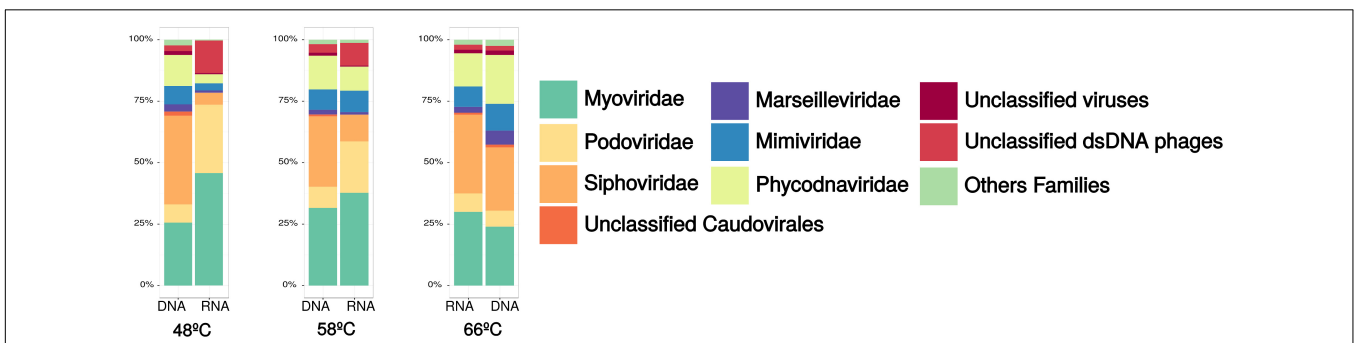 100%
75%
50%
25%
0%
DNA RNA
48ºC
100%
75%
50%
25%
0%
DNA RNA
58ºC
100%
75%
50%
25%
0%
RNA DNA
66ºC
Myoviridae
Podoviridae
Siphoviridae
Unclassified Caudovirales
Marseilleviridae
Mimiviridae
Phycodnaviridae
Unclassified viruses
Unclassified dsDNA phages
Others Families